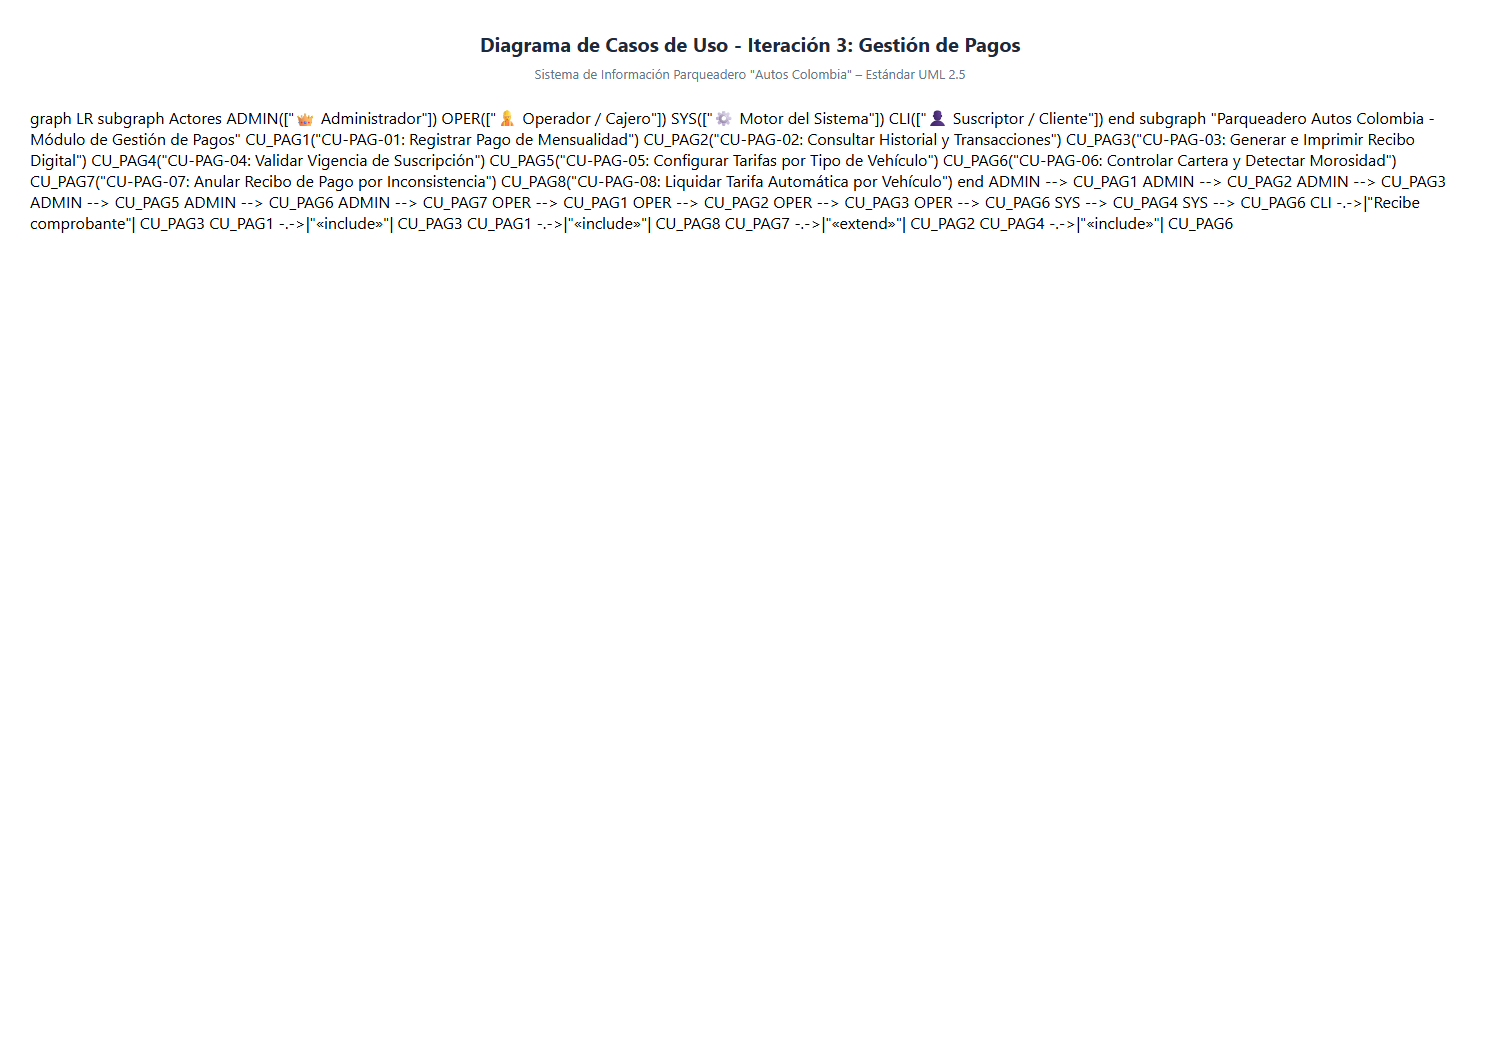 Diagrama de Casos de Uso - Iteración 3: Gestión de Pagos
Sistema de Información Parqueadero "Autos Colombia" – Estándar UML 2.5
graph LR subgraph Actores ADMIN(["👑 Administrador"]) OPER(["💁 Operador / Cajero"]) SYS(["⚙️ Motor del Sistema"]) CLI(["👤 Suscriptor / Cliente"]) end subgraph "Parqueadero Autos Colombia -
Módulo de Gestión de Pagos" CU_PAG1("CU-PAG-01: Registrar Pago de Mensualidad") CU_PAG2("CU-PAG-02: Consultar Historial y Transacciones") CU_PAG3("CU-PAG-03: Generar e Imprimir Recibo
Digital") CU_PAG4("CU-PAG-04: Validar Vigencia de Suscripción") CU_PAG5("CU-PAG-05: Configurar Tarifas por Tipo de Vehículo") CU_PAG6("CU-PAG-06: Controlar Cartera y Detectar Morosidad")
CU_PAG7("CU-PAG-07: Anular Recibo de Pago por Inconsistencia") CU_PAG8("CU-PAG-08: Liquidar Tarifa Automática por Vehículo") end ADMIN --> CU_PAG1 ADMIN --> CU_PAG2 ADMIN --> CU_PAG3
ADMIN --> CU_PAG5 ADMIN --> CU_PAG6 ADMIN --> CU_PAG7 OPER --> CU_PAG1 OPER --> CU_PAG2 OPER --> CU_PAG3 OPER --> CU_PAG6 SYS --> CU_PAG4 SYS --> CU_PAG6 CLI -.->|"Recibe
comprobante"| CU_PAG3 CU_PAG1 -.->|"«include»"| CU_PAG3 CU_PAG1 -.->|"«include»"| CU_PAG8 CU_PAG7 -.->|"«extend»"| CU_PAG2 CU_PAG4 -.->|"«include»"| CU_PAG6